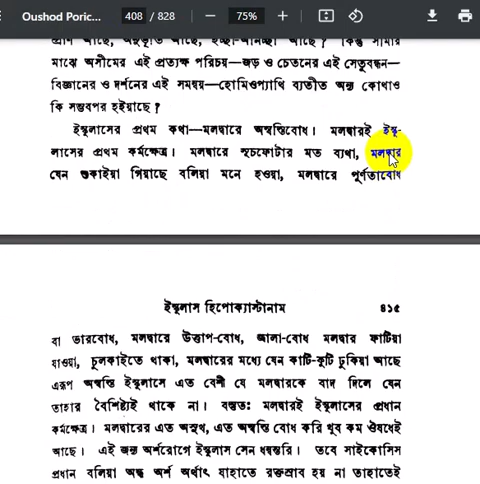 Oushod Poric... 408 / 828 75%
প্রাণ আছে, অনুভূতি আছে, ইচ্ছা-অনিচ্ছা আছে ? কিন্তু সীমার
মাঝে অসীমের এই প্রত্যক্ষ পরিচয়—জড় ও চেতনের এই সেতুবন্ধন—
বিজ্ঞানের ও দর্শনের এই সমন্বয়—হোমিওপ্যাথি ব্যতীত অন্য কোথাও
কি সম্ভবপর হইয়াছে ?
ইস্কুলাসের প্রথম কথা—মলদ্বারে অস্বস্তিবোধ। মলদ্বারই ইস্কু-
লাসের প্রথম কর্মক্ষেত্র। মলদ্বারে সূচফোটার মত ব্যথা, মলদ্বার
যেন শুকাইয়া গিয়াছে বলিয়া মনে হওয়া, মলদ্বারে পূর্ণতাবোধ
ইস্কুলাস হিপোক্যাস্টানাম ৪১৫
বা ভারবোধ, মলদ্বারে উত্তাপ-বোধ, জ্বালা-বোধ মলদ্বার ফাটিয়া
যাওয়া, চুলকাইতে থাকা, মলদ্বারের মধ্যে যেন কাটি-কুটি ঢুকিয়া আছে
এরূপ অস্বস্তি ইস্কুলাসে এত বেশী যে মলদ্বারকে বাদ দিলে যেন
তাহার বৈশিষ্ট্যই থাকে না। বস্তুতঃ মলদ্বারই ইস্কুলাসের প্রধান
কর্মক্ষেত্র। মলদ্বারের এত অসুখ, এত অস্বস্তি বোধ করি খুব কম ঔষধেই
আছে। এই জন্য অর্শরোগে ইস্কুলাস যেন ধন্বন্তরি। তবে সাইকোসিস
প্রধান বলিয়া অন্ধ অর্শ অর্থাৎ যাহাতে রক্তস্রাব হয় না তাহাতেই